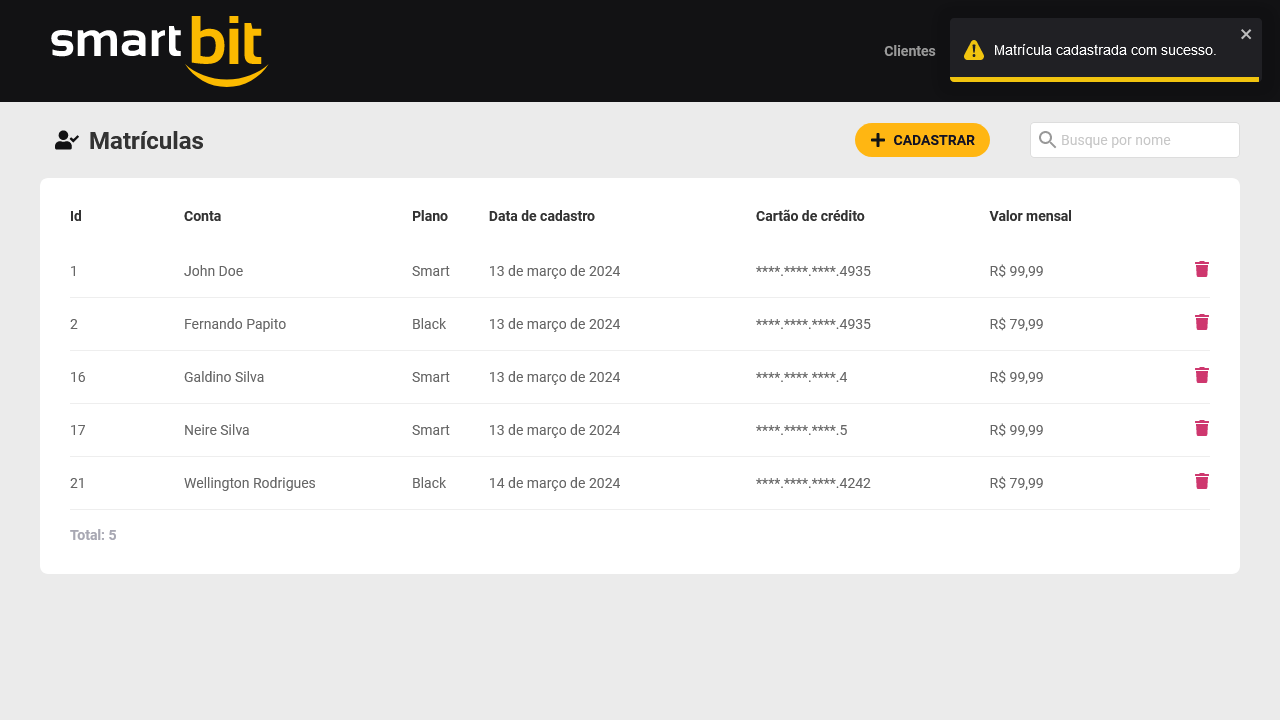 smartbit
Clientes
Matrícula cadastrada com sucesso.
Matrículas
CADASTRAR
Busque por nome
Id Conta Plano Data de cadastro Cartão de crédito Valor mensal
1 John Doe Smart 13 de março de 2024 ****.****.****.4935 R$ 99,99
2 Fernando Papito Black 13 de março de 2024 ****.****.****.4935 R$ 79,99
16 Galdino Silva Smart 13 de março de 2024 ****.****.****.4 R$ 99,99
17 Neire Silva Smart 13 de março de 2024 ****.****.****.5 R$ 99,99
21 Wellington Rodrigues Black 14 de março de 2024 ****.****.****.4242 R$ 79,99
Total: 5